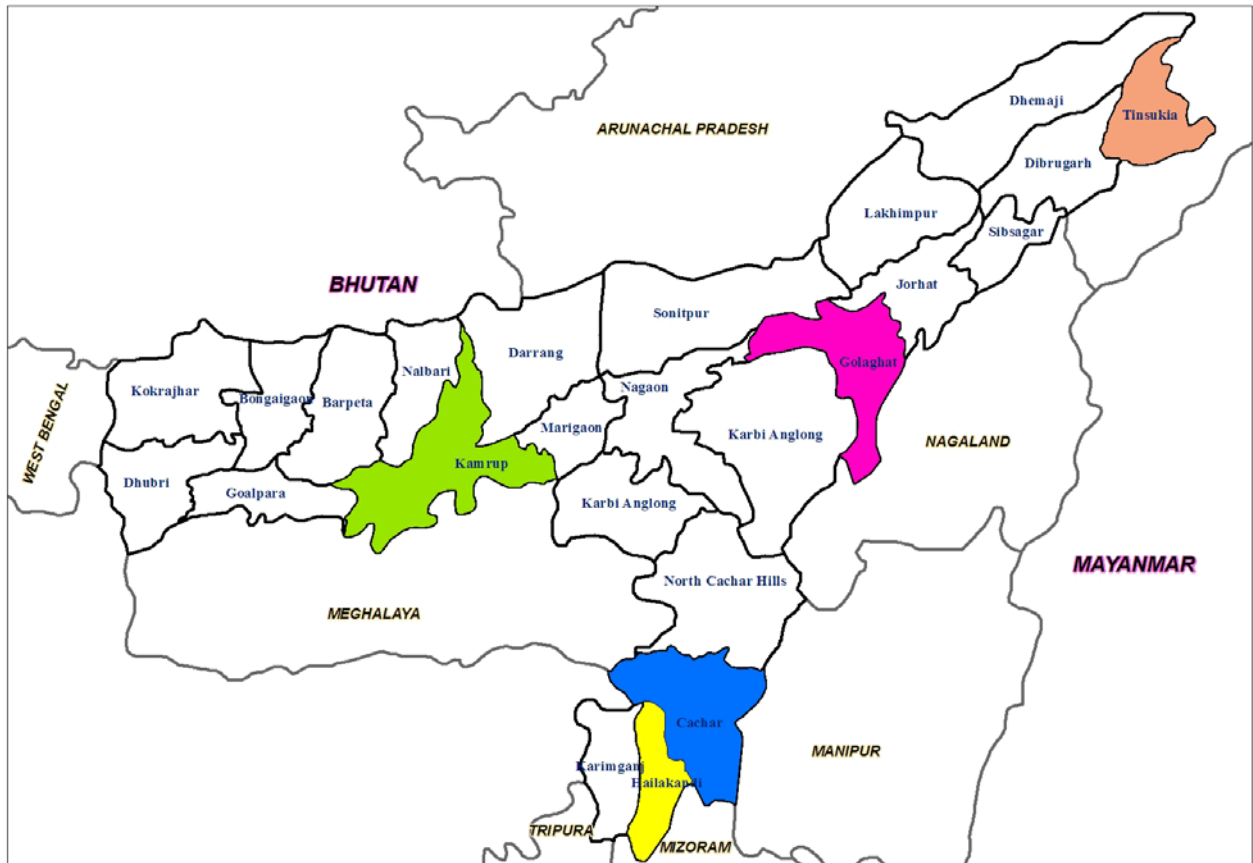 Dhemaji
Tinsukia
ARUNACHAL PRADESH
Dibrugarh
Lakhimpur
Sibsagar
BHUTAN
Jorhat
Sonitpur
Darrang
Golaghat
Nalbari
Nagaon
Kokrajhar
Bongaigaon
Barpeta
WEST BENGAL
Marigaon
Karbi Anglong
NAGALAND
Kamrup
Dhubri
Goalpara
Karbi Anglong
MAYANMAR
North Cachar Hills
MEGHALAYA
Cachar
MANIPUR
Karimganj
Hailakandi
TRIPURA
MIZORAM